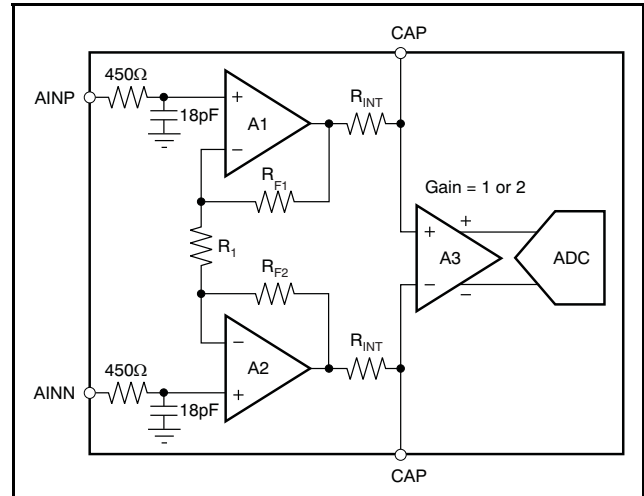 CAP
450Ω
AINP
18pF
+
A1
−
R_INT
R_F1
Gain = 1 or 2
R_1
+
+
A3
ADC
−
−
R_F2
R_INT
−
A2
+
450Ω
AINN
18pF
CAP